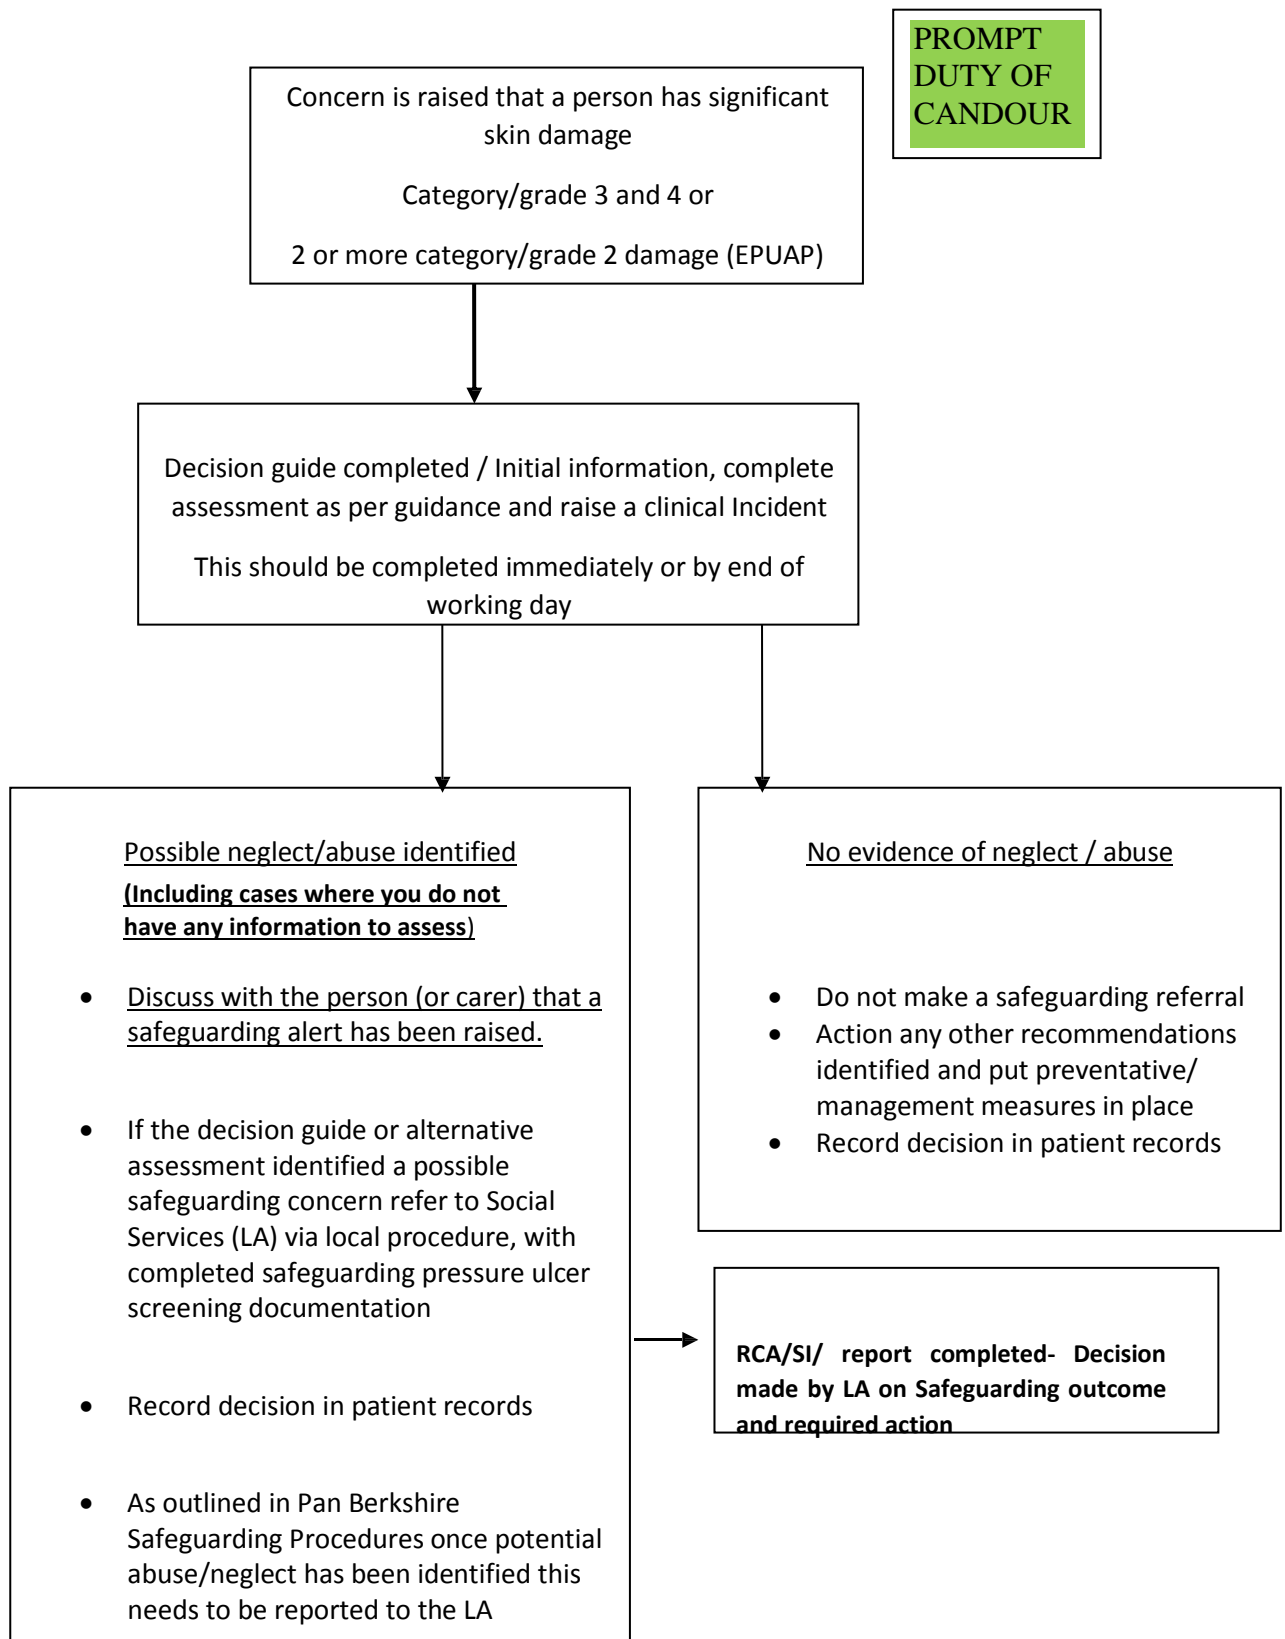 PROMPT
DUTY OF
CANDOUR
Concern is raised that a person has significant
skin damage
Category/grade 3 and 4 or
2 or more category/grade 2 damage (EPUAP)
Decision guide completed / Initial information, complete
assessment as per guidance and raise a clinical Incident
This should be completed immediately or by end of
working day
Possible neglect/abuse identified
(Including cases where you do not
have any information to assess)
• Discuss with the person (or carer) that a
safeguarding alert has been raised.
• If the decision guide or alternative
assessment identified a possible
safeguarding concern refer to Social
Services (LA) via local procedure, with
completed safeguarding pressure ulcer
screening documentation
• Record decision in patient records
• As outlined in Pan Berkshire
Safeguarding Procedures once potential
abuse/neglect has been identified this
needs to be reported to the LA
No evidence of neglect / abuse
• Do not make a safeguarding referral
• Action any other recommendations
identified and put preventative/
management measures in place
• Record decision in patient records
RCA/SI/ report completed- Decision
made by LA on Safeguarding outcome
and required action